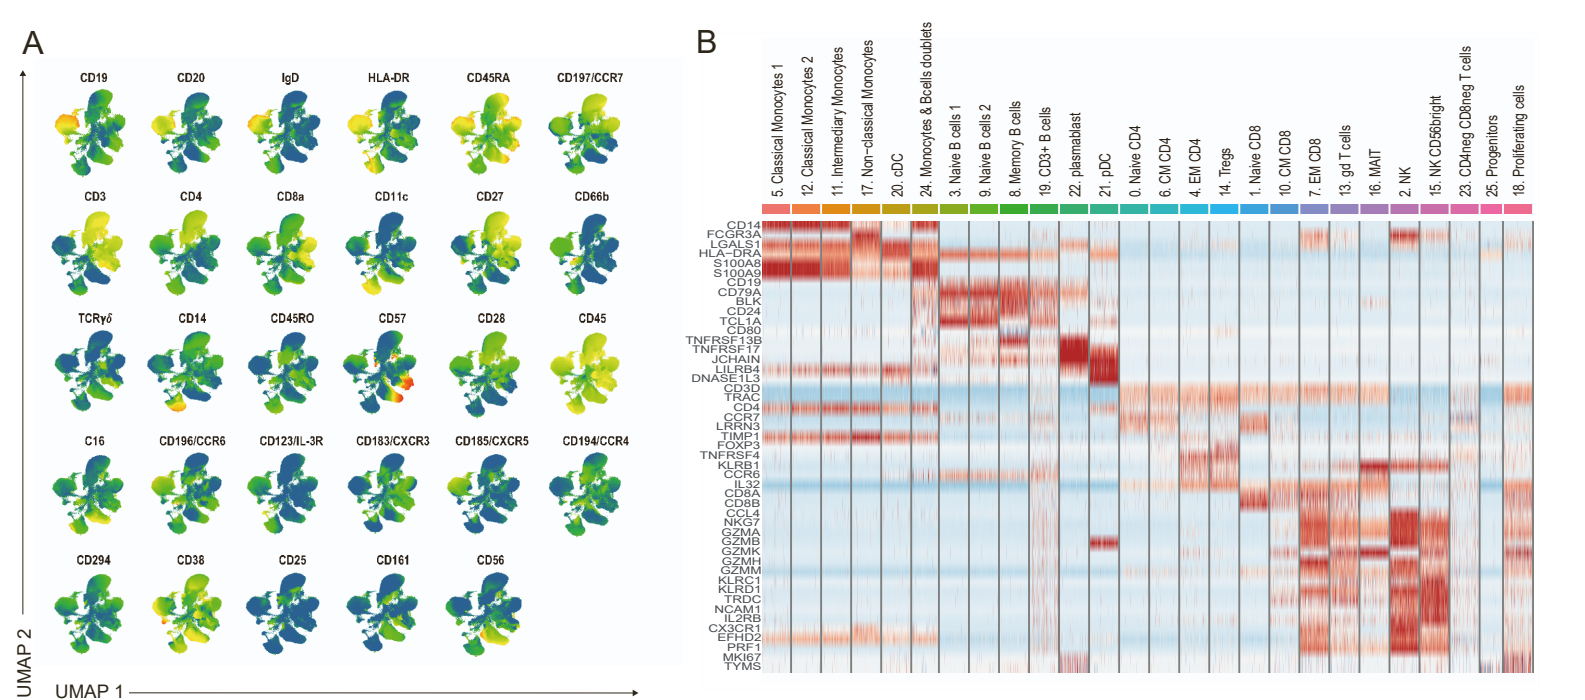 A
CD19 CD20 IgD HLA-DR CD45RA CD197/CCR7
CD3 CD4 CD8a CD11c CD27 CD66b
TCRγδ CD14 CD45RO CD57 CD28 CD45
C16 CD196/CCR6 CD123/IL-3R CD183/CXCR3 CD185/CXCR5 CD194/CCR4
CD294 CD38 CD25 CD161 CD56
UMAP 2
UMAP 1
B
5. Classical Monocytes 1
12. Classical Monocytes 2
11. Intermediary Monocytes
17. Non−classical Monocytes
20. cDC
24. Monocytes & Bcells doublets
3. Naive B cells 1
9. Naive B cells 2
8. Memory B cells
19. CD3+ B cells
22. plasmablast
21. pDC
0. Naive CD4
6. CM CD4
4. EM CD4
14. Tregs
1. Naive CD8
10. CM CD8
7. EM CD8
13. gd T cells
16. MAIT
2. NK
15. NK CD56bright
23. CD4neg CD8neg T cells
25. Progenitors
18. Proliferating cells
CD14
FCGR3A
LGALS1
HLA−DRA
S100A8
S100A9
CD19
CD79A
BLK
CD24
TCL1A
CD80
TNFRSF13B
TNFRSF17
JCHAIN
LILRB4
DNASE1L3
CD3D
TRAC
CD4
CCR7
LRRN3
TIMP1
FOXP3
TNFRSF4
KLRB1
CCR6
IL32
CD8A
CD8B
CCL4
NKG7
GZMA
GZMB
GZMK
GZMH
GZMM
KLRC1
KLRD1
TRDC
NCAM1
IL2RB
CX3CR1
EFHD2
PRF1
MKI67
TYMS